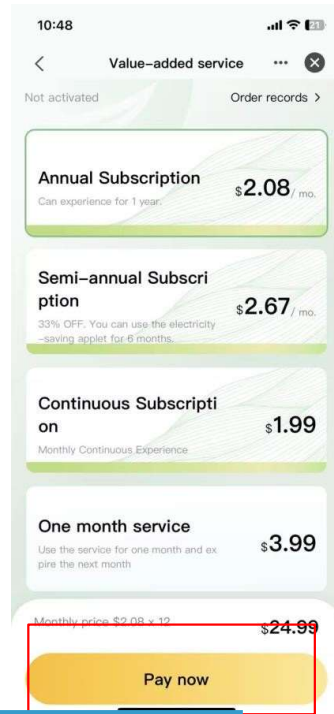 10:48
21
Value-added service
Not activated
Order records >
Annual Subscription
Can experience for 1 year.
$2.08/ mo.
Semi-annual Subscri
ption
33% OFF. You can use the electricity
-saving applet for 6 months.
$2.67/ mo.
Continuous Subscripti
on
Monthly Continuous Experience
$1.99
One month service
Use the service for one month and ex
pire the next month
$3.99
Monthly price $2.08 x 12
$24.99
Pay now